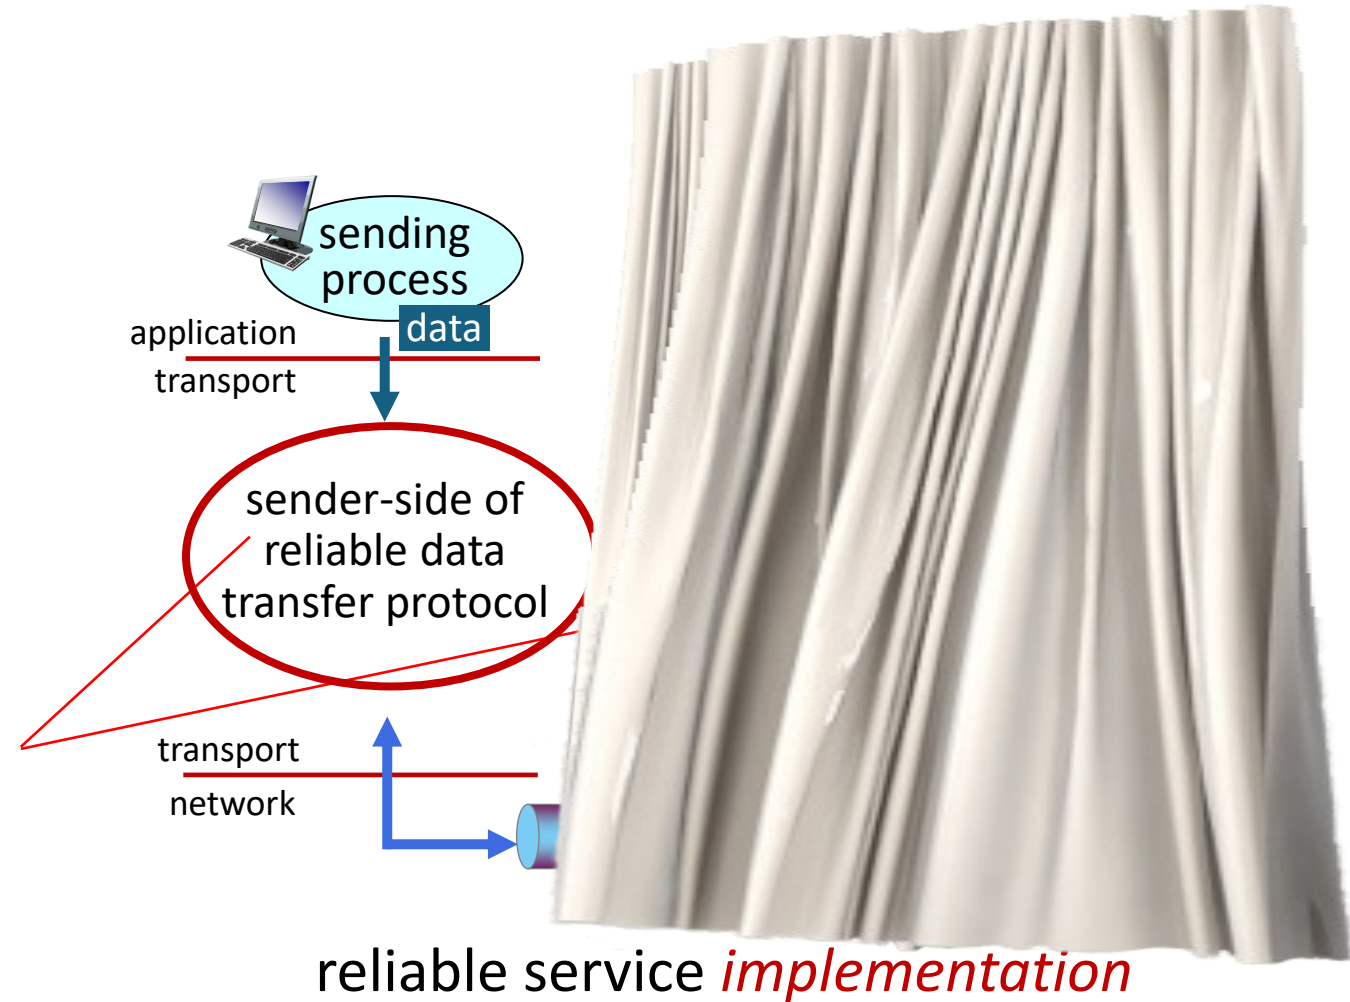 sending
process
data
application
transport
sender-side of
reliable data
transfer protocol
transport
network
reliable service implementation